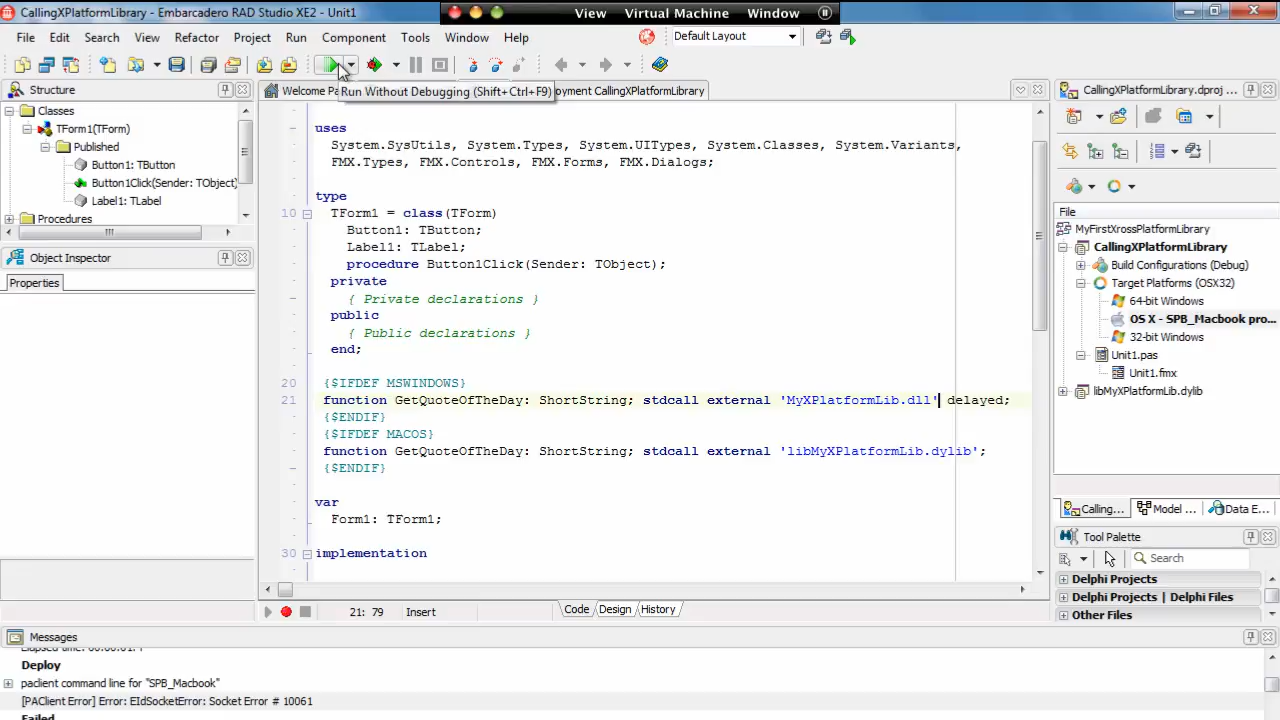 CallingXPlatformLibrary - Embarcadero RAD Studio XE2 - Unit1
View Virtual Machine Window
File Edit Search View Refactor Project Run Component Tools Window Help
Default Layout
Structure
Welcome Pa
Run Without Debugging (Shift+Ctrl+F9)
oyment CallingXPlatformLibrary
CallingXPlatformLibrary.dproj ...
Classes
TForm1(TForm)
Published
Button1: TButton
Button1Click(Sender: TObject)
Label1: TLabel
Procedures
Object Inspector
Properties
uses
System.SysUtils, System.Types, System.UITypes, System.Classes, System.Variants,
FMX.Types, FMX.Controls, FMX.Forms, FMX.Dialogs;
type
10 TForm1 = class(TForm)
Button1: TButton;
Label1: TLabel;
procedure Button1Click(Sender: TObject);
private
{ Private declarations }
public
{ Public declarations }
end;
20 {$IFDEF MSWINDOWS}
21 function GetQuoteOfTheDay: ShortString; stdcall external 'MyXPlatformLib.dll' delayed;
{$ENDIF}
{$IFDEF MACOS}
function GetQuoteOfTheDay: ShortString; stdcall external 'libMyXPlatformLib.dylib';
{$ENDIF}
var
Form1: TForm1;
30 implementation
21: 79 Insert
Code Design History
File
MyFirstXrossPlatformLibrary
CallingXPlatformLibrary
Build Configurations (Debug)
Target Platforms (OSX32)
64-bit Windows
OS X - SPB_Macbook pro...
32-bit Windows
Unit1.pas
Unit1.fmx
libMyXPlatformLib.dylib
Calling... Model ... Data E...
Tool Palette
Search
Delphi Projects
Delphi Projects | Delphi Files
Other Files
Messages
Elapsed time: 00:00:01.
Deploy
paclient command line for "SPB_Macbook"
[PAClient Error] Error: EIdSocketError: Socket Error # 10061
Failed